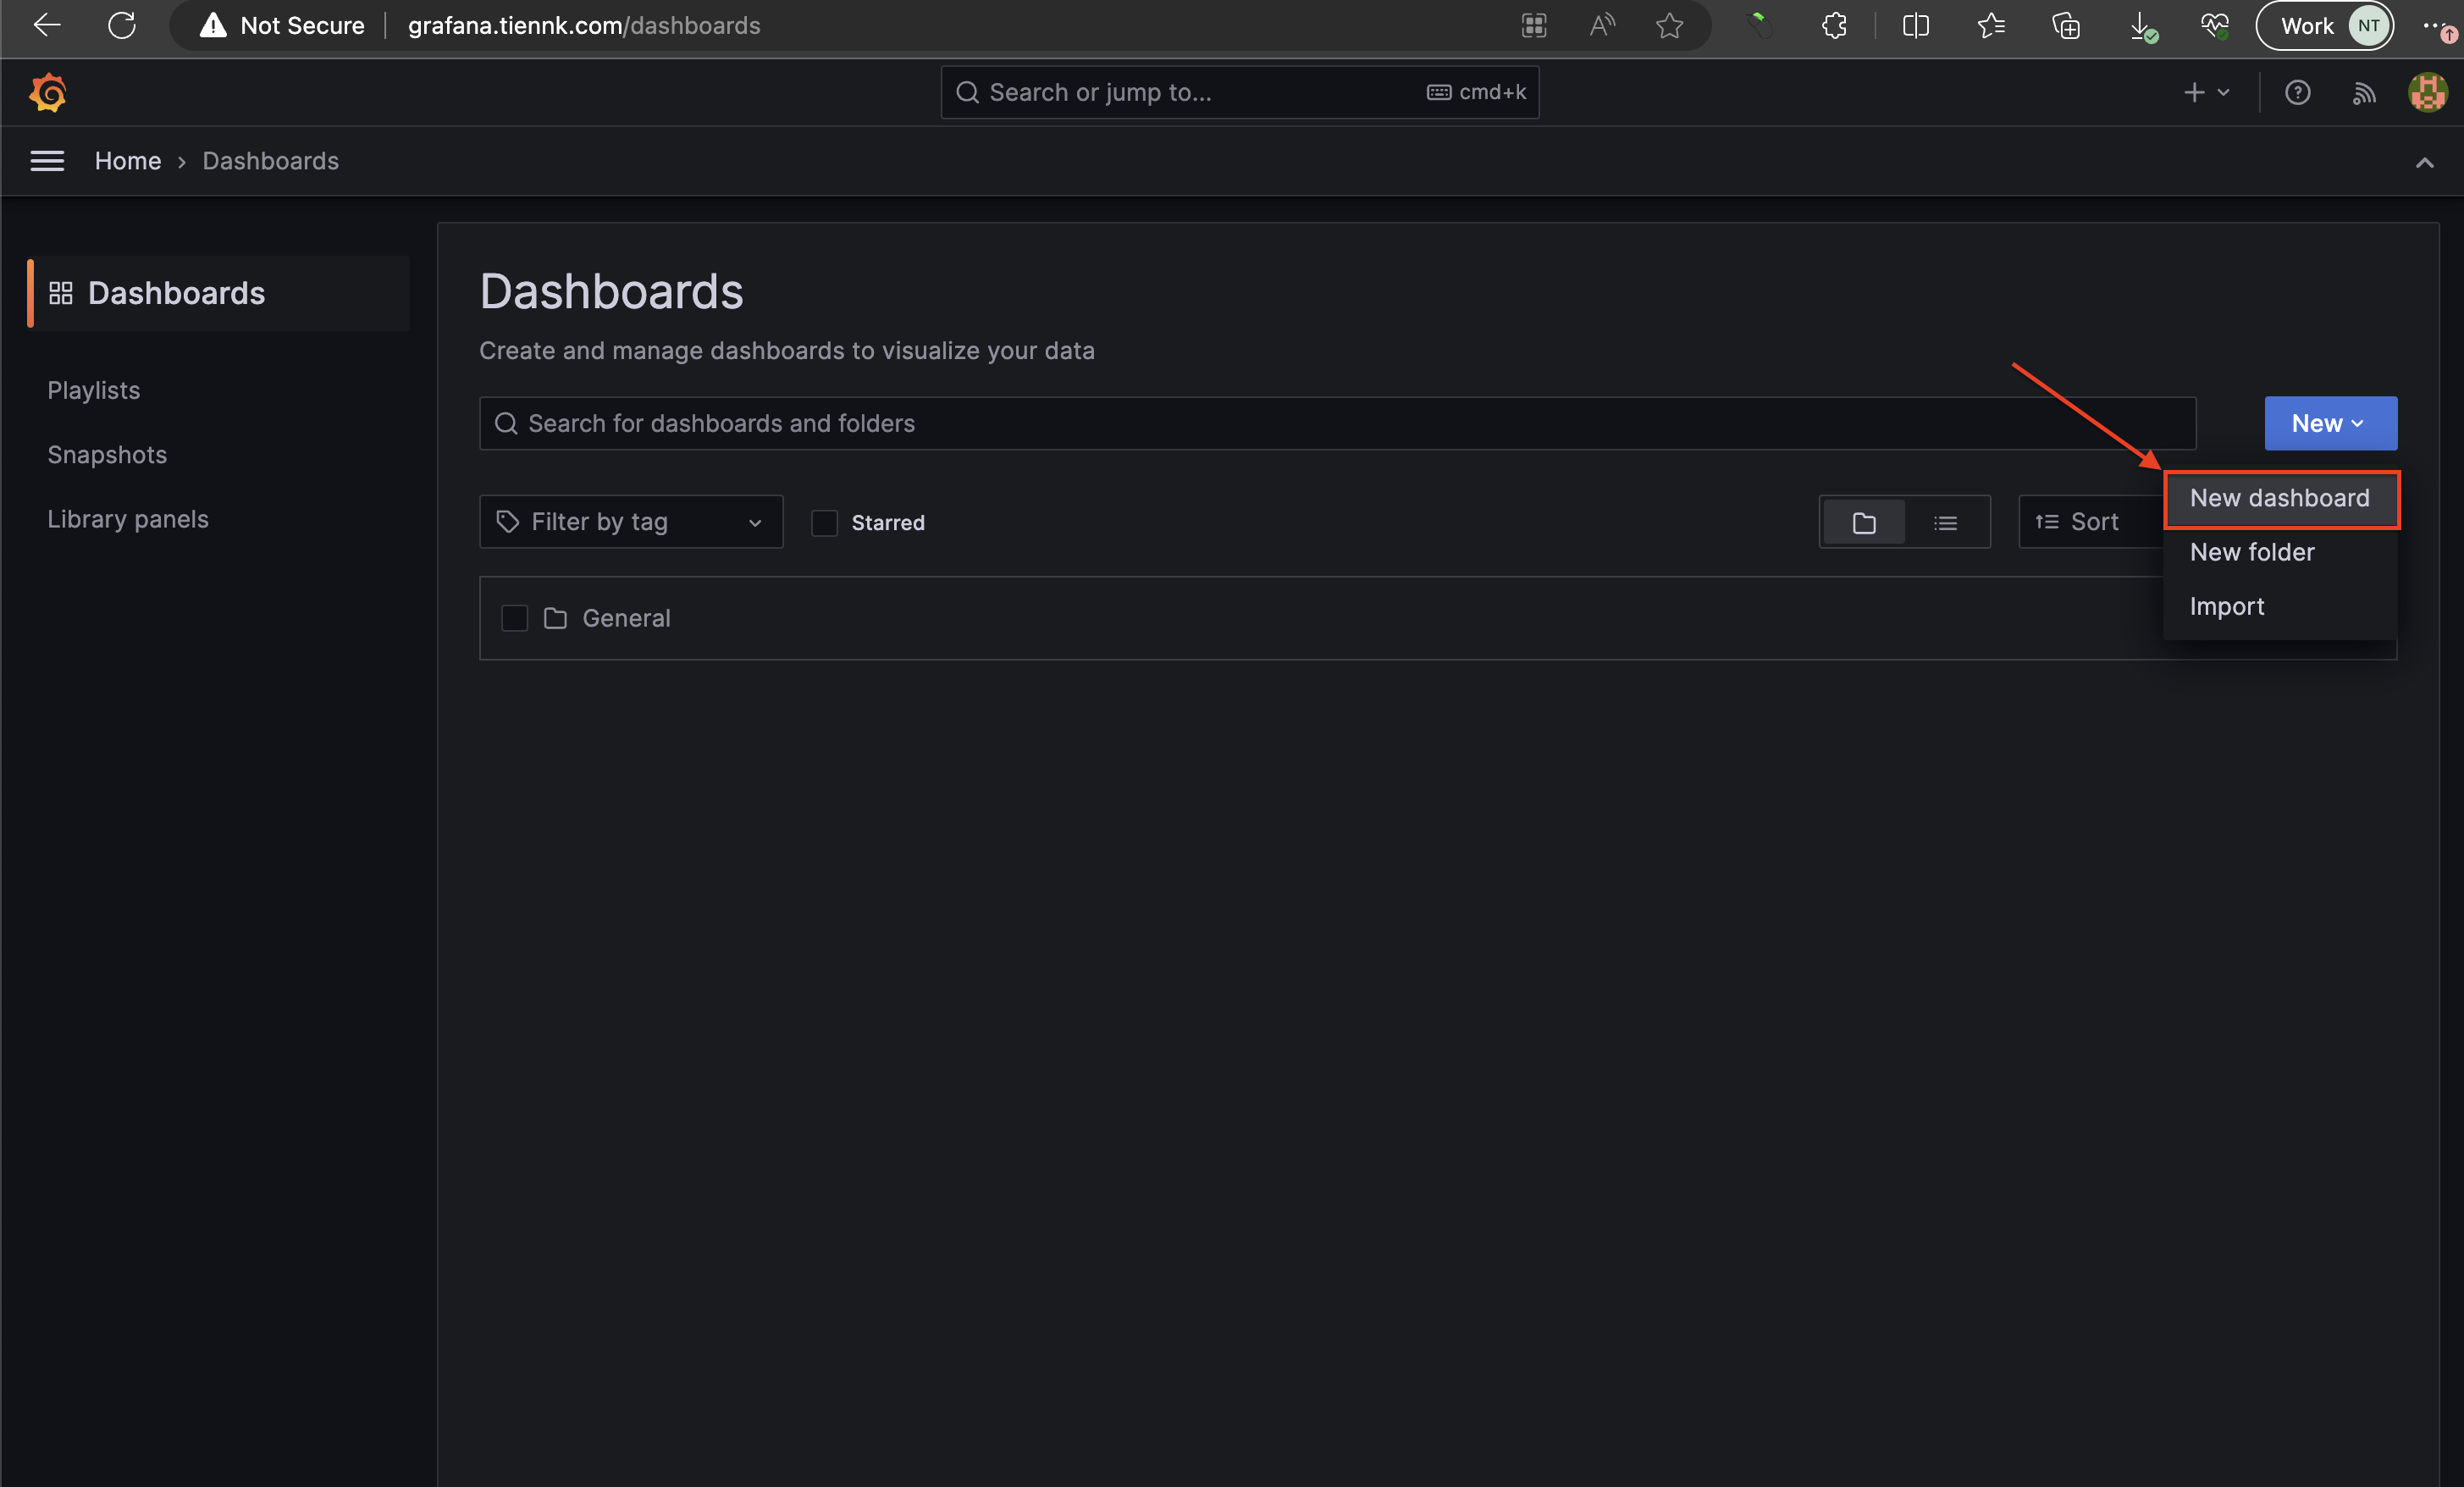 Not Secure
grafana.tiennk.com/dashboards
Work
NT
Search or jump to...
cmd+k
Home
Dashboards
Dashboards
Playlists
Snapshots
Library panels
Dashboards
Create and manage dashboards to visualize your data
Search for dashboards and folders
New
Filter by tag
Starred
Sort
New dashboard
New folder
Import
General